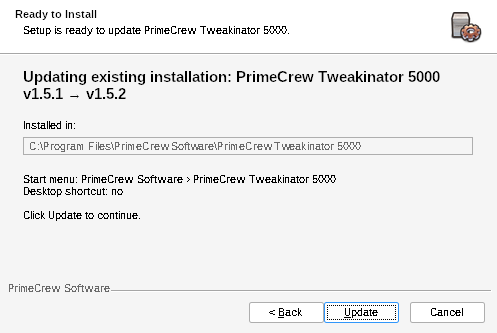 Ready to Install
Setup is ready to update PrimeCrew Tweakinator 5000.
Updating existing installation: PrimeCrew Tweakinator 5000
v1.5.1 → v1.5.2
Installed in:
C:\Program Files\PrimeCrew Software\PrimeCrew Tweakinator 5000
Start menu: PrimeCrew Software > PrimeCrew Tweakinator 5000
Desktop shortcut: no
Click Update to continue.
PrimeCrew Software
< Back
Update
Cancel